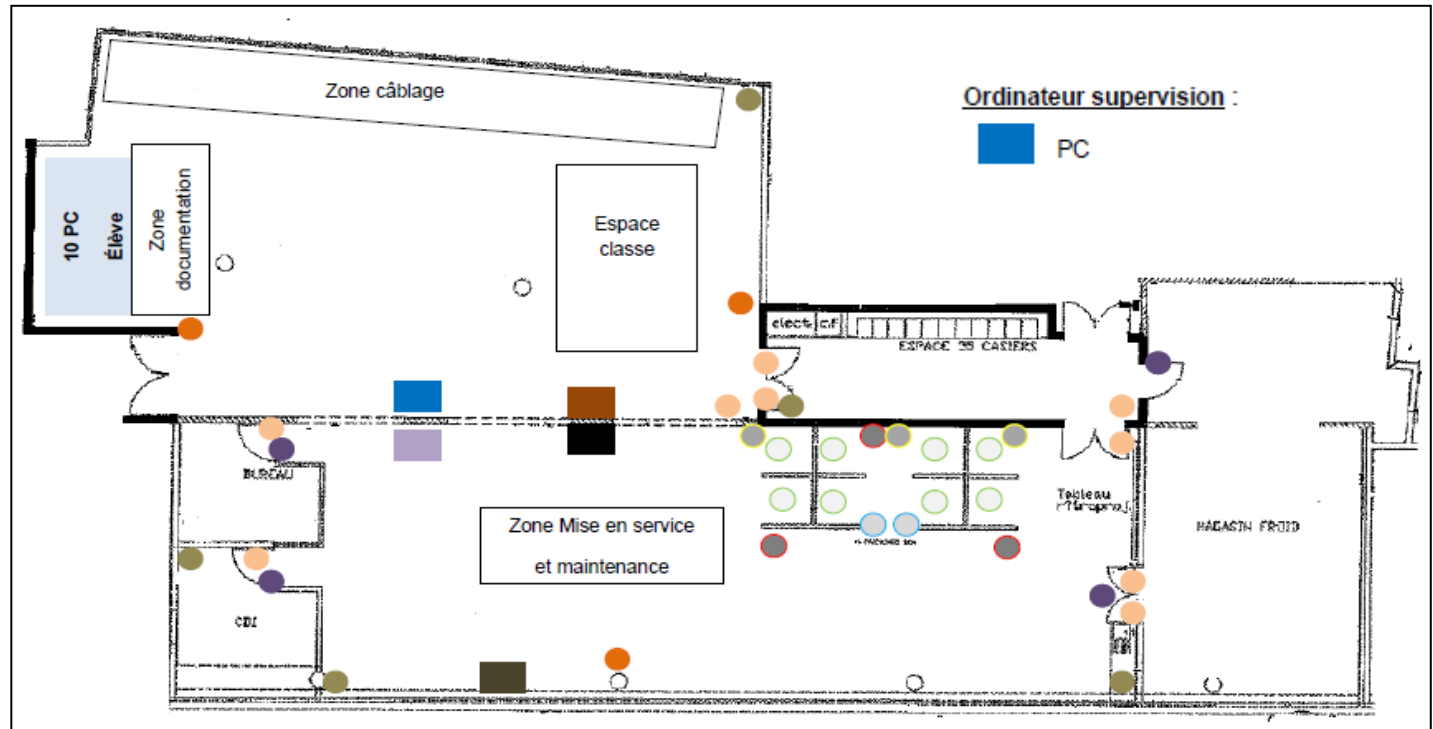 Zone câblage
Ordinateur supervision :
PC
10 PC
Élève
Zone
documentation
Espace
classe
elect.
c.f
ESPACE 35 CASIERS
BUREAU
Zone Mise en service
et maintenance
Tableau
MAGASIN FROID
CDI